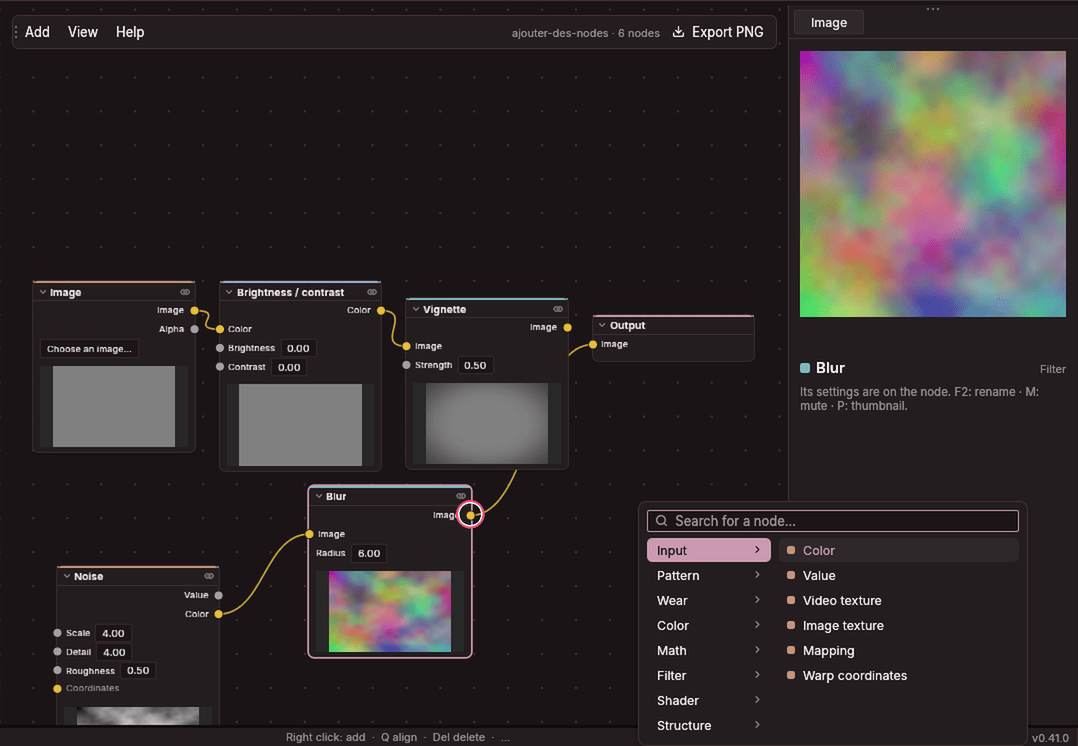 Add View Help
ajouter-des-nodes · 6 nodes Export PNG
Image
Image
Image
Alpha
Choose an image...
Brightness / contrast
Color
Color
Brightness 0.00
Contrast 0.00
Vignette
Image
Image
Strength 0.50
Output
Image
Blur
Image
Image
Radius 6.00
Noise
Value
Color
Scale 4.00
Detail 4.00
Roughness 0.50
Coordinates
Blur Filter
Its settings are on the node. F2: rename · M:
mute · P: thumbnail.
Search for a node...
Input
Pattern
Wear
Color
Math
Filter
Shader
Structure
Color
Value
Video texture
Image texture
Mapping
Warp coordinates
Right click: add · Q align · Del delete · ...
v0.41.0